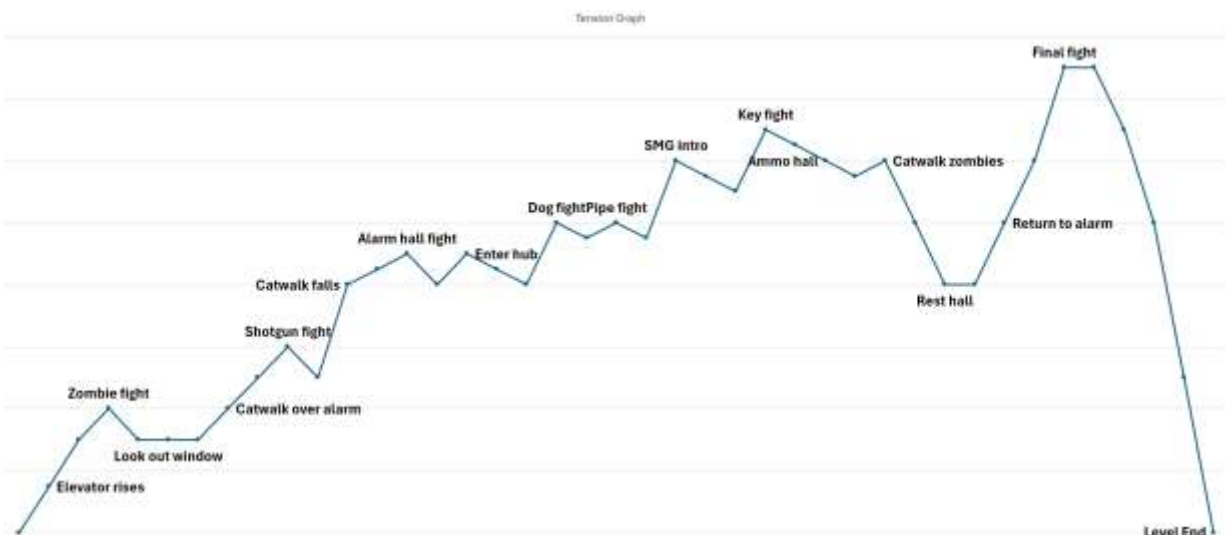 Tension Graph
Final fight
Key fight
SMG intro
Ammo hall
Catwalk zombies
Dog fight
Pipe fight
Return to alarm
Alarm hall fight
Enter hub
Catwalk falls
Rest hall
Shotgun fight
Zombie fight
Catwalk over alarm
Look out window
Elevator rises
Level End